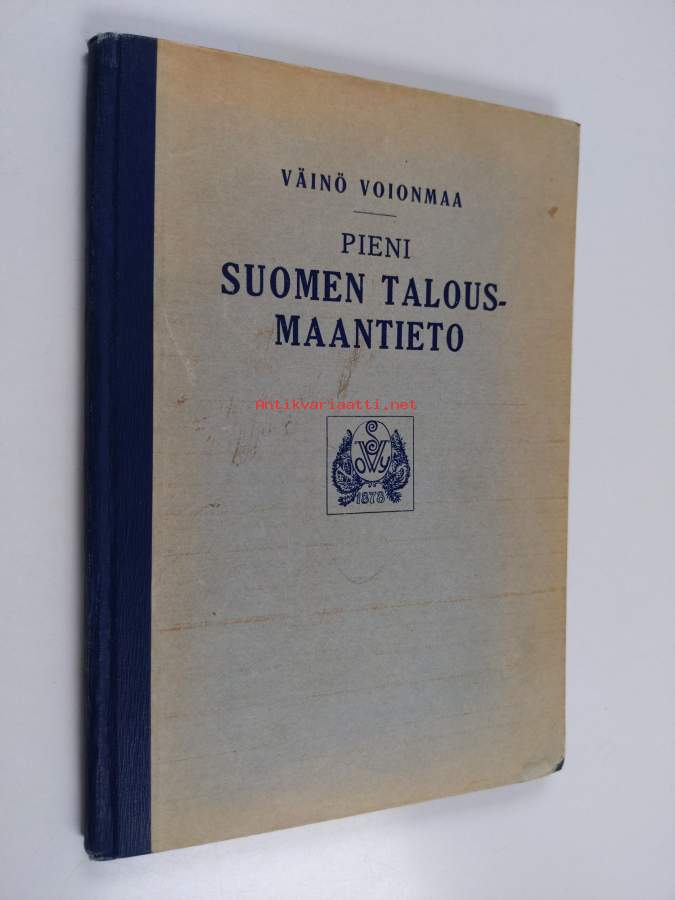 VÄINÖ VOIONMAA
PIENI
SUOMEN TALOUS-
MAANTIETO
Antikvariaatti.net
WSOY
1878